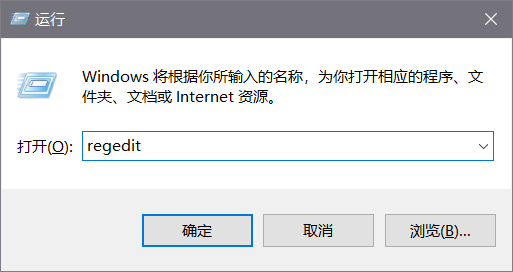 运行
Windows 将根据你所输入的名称，为你打开相应的程序、文
件夹、文档或 Internet 资源。
打开(O): regedit
确定 取消 浏览(B)...